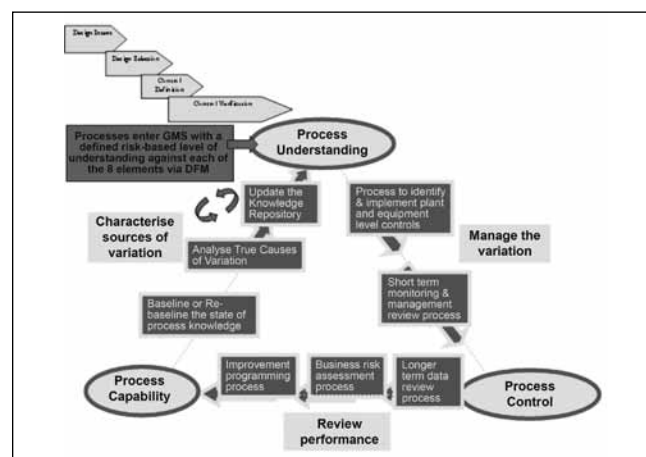 Design Intent
Design Selection
Control
Definition
Control Verification
Processes enter GMS with a
defined risk-based level of
understanding against each of
the 8 elements via DFM
Process
Understanding
Update the
Knowledge
Repository
Process to identify
& implement plant
and equipment
level controls
Characterise
sources of
variation
Manage the
variation
Analyse True Causes
of Variation
Short term
monitoring &
management
review process
Baseline or Re-
baseline the state of
process knowledge
Improvement
programming
process
Business risk
assessment
process
Longer
term data
review process
Process
Capability
Process
Control
Review
performance